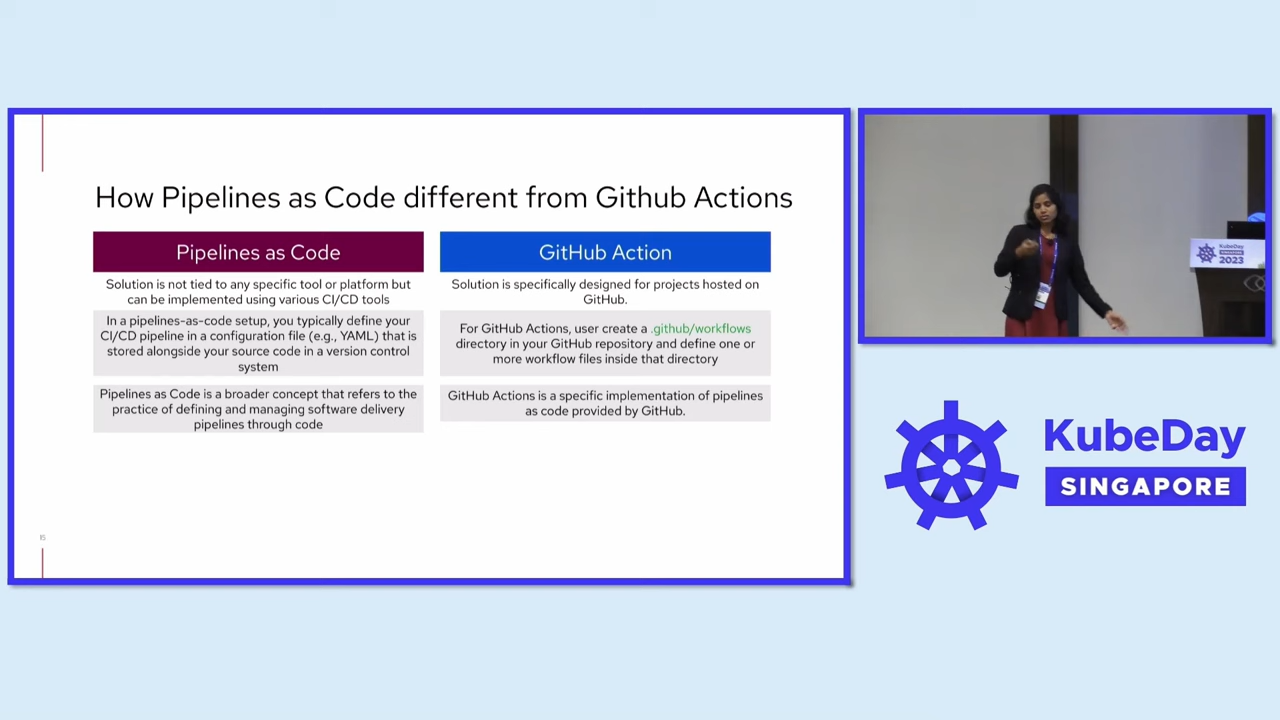 How Pipelines as Code different from Github Actions
Pipelines as Code
GitHub Action
Solution is not tied to any specific tool or platform but
can be implemented using various CI/CD tools
Solution is specifically designed for projects hosted on
GitHub.
In a pipelines-as-code setup, you typically define your
CI/CD pipeline in a configuration file (e.g., YAML) that is
stored alongside your source code in a version control
system
For GitHub Actions, user create a .github/workflows
directory in your GitHub repository and define one or
more workflow files inside that directory
Pipelines as Code is a broader concept that refers to the
practice of defining and managing software delivery
pipelines through code
GitHub Actions is a specific implementation of pipelines
as code provided by GitHub.
15
KubeDay
SINGAPORE
2023
KubeDay
SINGAPORE